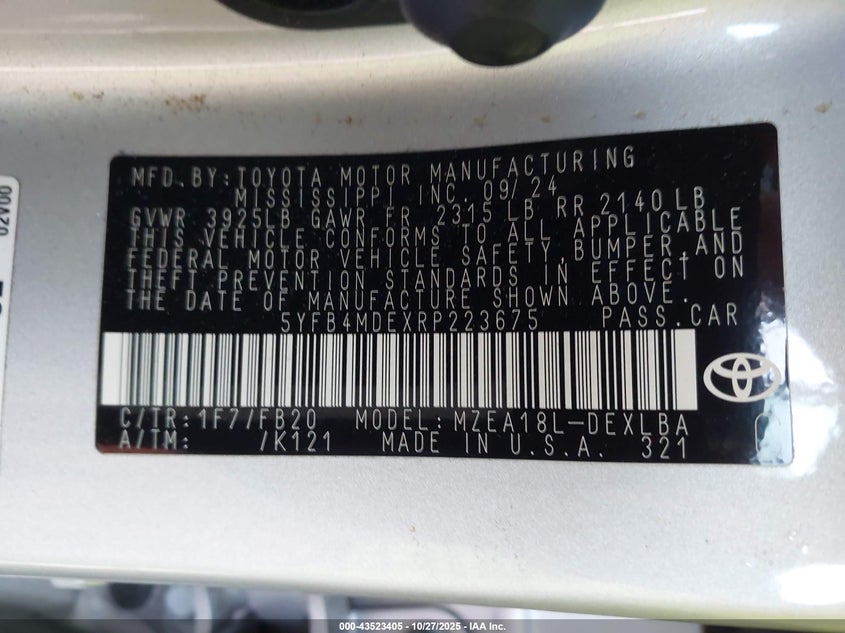 MFD.BY:TOYOTA MOTOR MANUFACTURING
MISSISSIPPI INC. 09/24
GVWR 3925LB GAWR FR 2315LB RR 2140LB
THIS VEHICLE CONFORMS TO ALL APPLICABLE
FEDERAL MOTOR VEHICLE SAFETY,BUMPER,AND
THEFT PREVENTION STANDARDS IN EFFECT ON
THE DATE OF MANUFACTURE SHOWN ABOVE.
5YFB4MDEXRP223675 PASS.CAR
C/TR:1F7/FB20 MODEL:MZEA18L-DEXLBA
A/TM: /K121 MADE IN U.S.A. 321
02V00
000-43523405 - 10/27/2025 - IAA Inc.